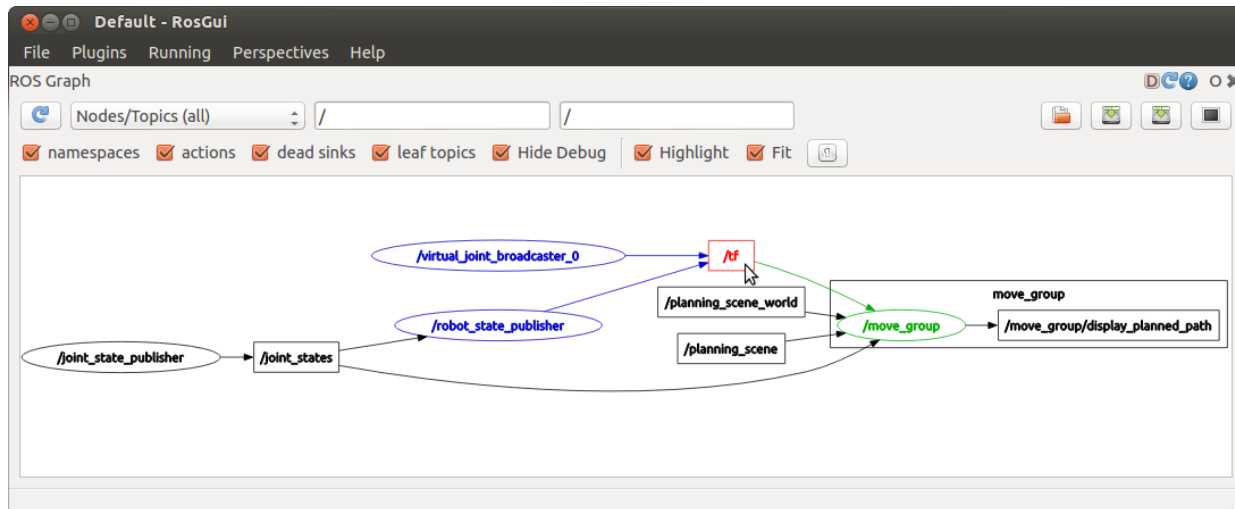 Default - RosGui
File Plugins Running Perspectives Help
ROS Graph D O
Nodes/Topics (all) / /
namespaces actions dead sinks leaf topics Hide Debug Highlight Fit
/virtual_joint_broadcaster_0 /tf
/planning_scene_world move_group
/robot_state_publisher /move_group /move_group/display_planned_path
/planning_scene
/joint_state_publisher /joint_states